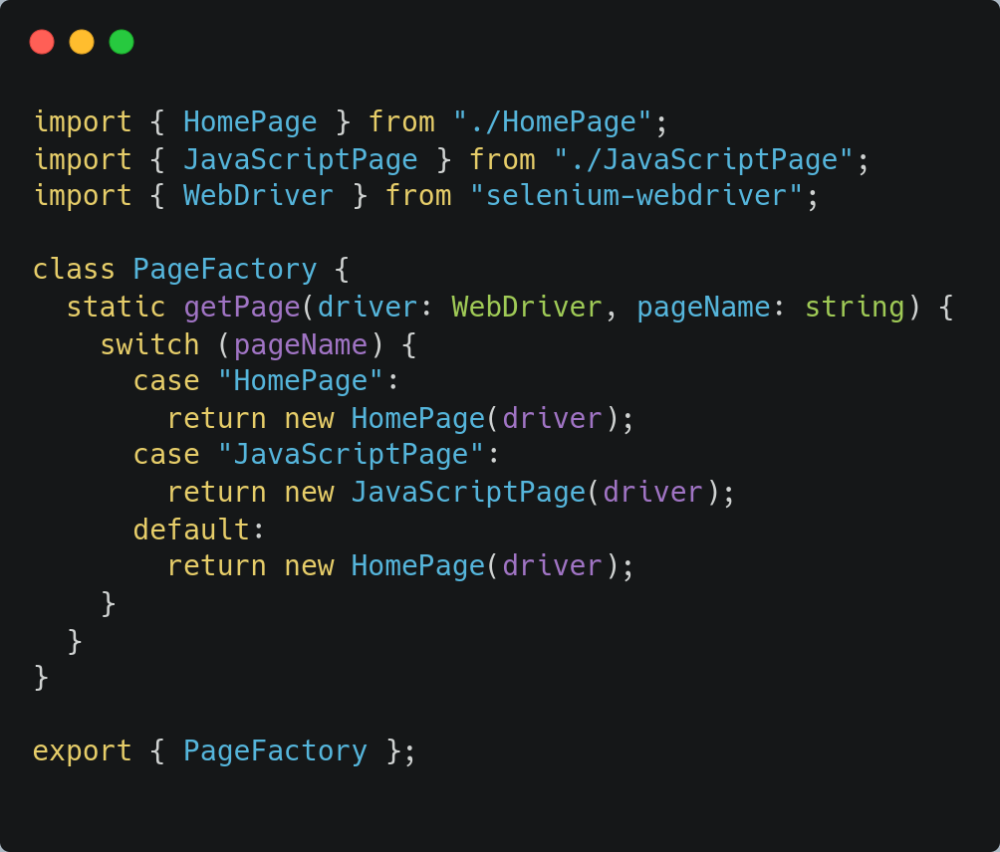 import { HomePage } from "./HomePage";
import { JavaScriptPage } from "./JavaScriptPage";
import { WebDriver } from "selenium-webdriver";

class PageFactory {
  static getPage(driver: WebDriver, pageName: string) {
    switch (pageName) {
      case "HomePage":
        return new HomePage(driver);
      case "JavaScriptPage":
        return new JavaScriptPage(driver);
      default:
        return new HomePage(driver);
    }
  }
}

export { PageFactory };